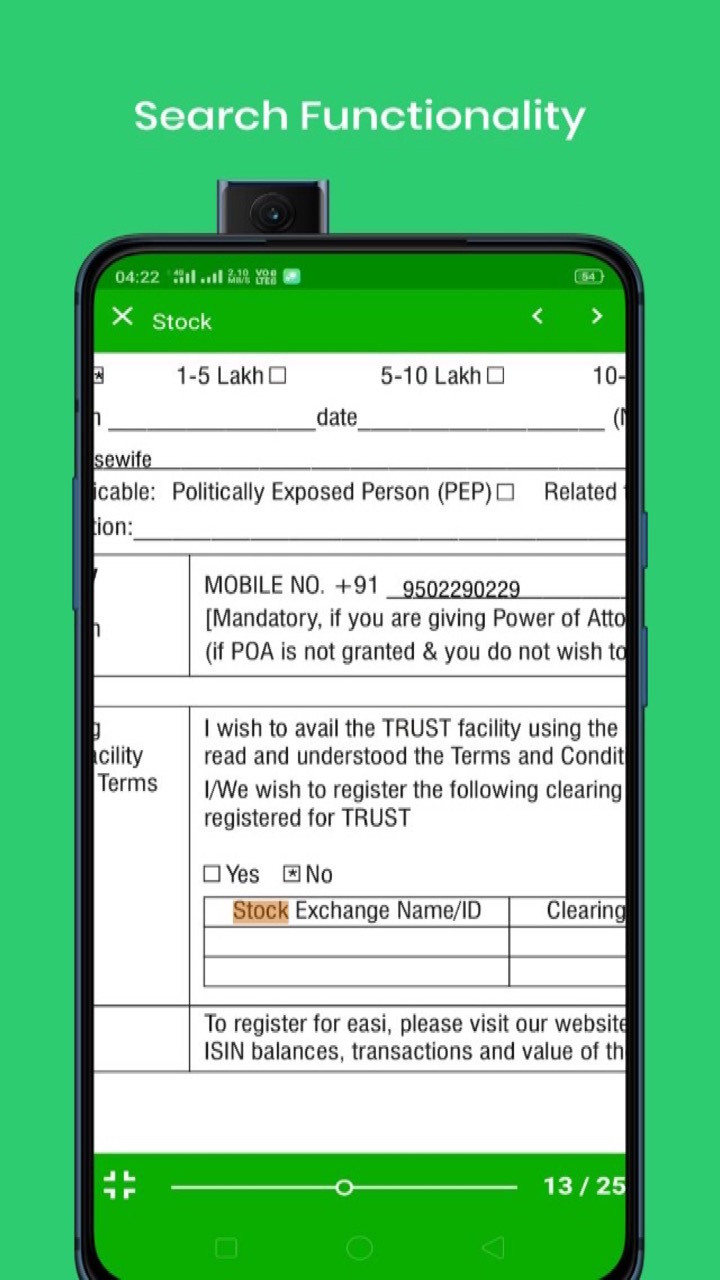 Search Functionality
04:22 4G 2.10 MB/S VO LTE 54
Stock
1-5 Lakh 5-10 Lakh 10-
date
sewife
icable: Politically Exposed Person (PEP) Related
tion:
MOBILE NO. +91 9502290229
[Mandatory, if you are giving Power of Atto
(if POA is not granted & you do not wish to
I wish to avail the TRUST facility using the
acility read and understood the Terms and Condit
Terms I/We wish to register the following clearing
registered for TRUST
Yes No
Stock Exchange Name/ID Clearing
To register for easi, please visit our website
ISIN balances, transactions and value of th
13 / 25